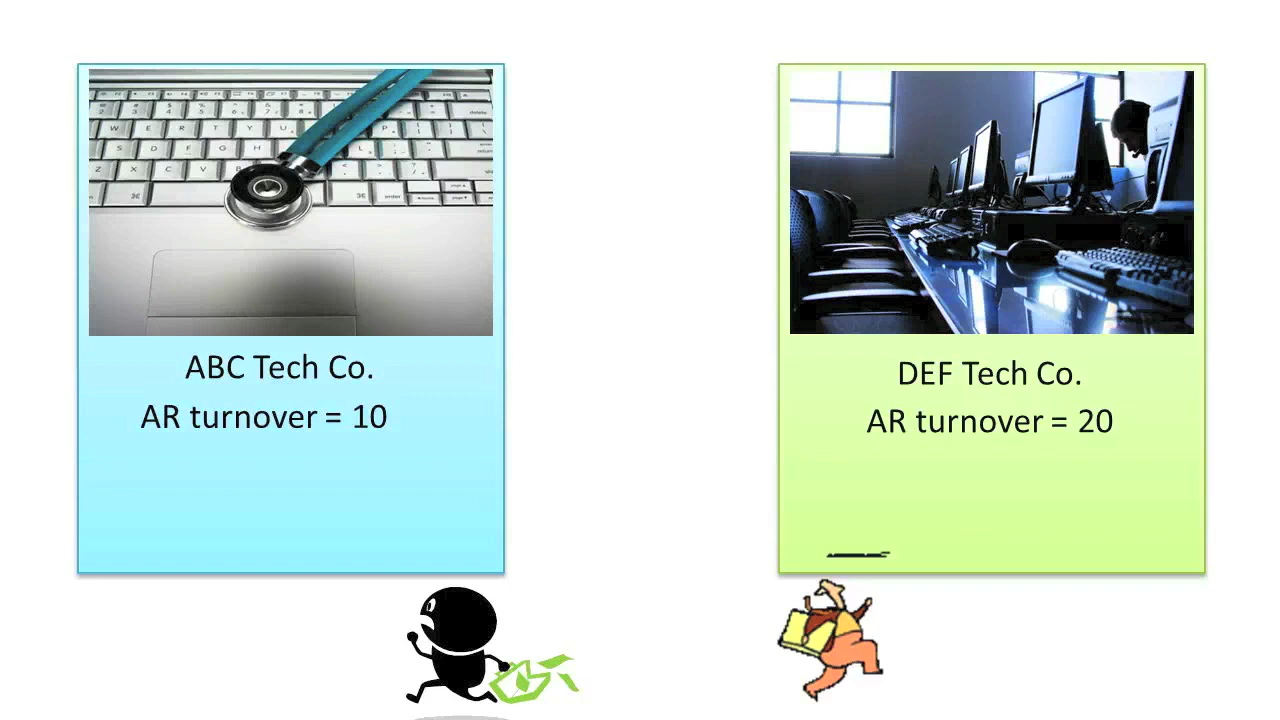 ABC Tech Co.
AR turnover = 10
DEF Tech Co.
AR turnover = 20